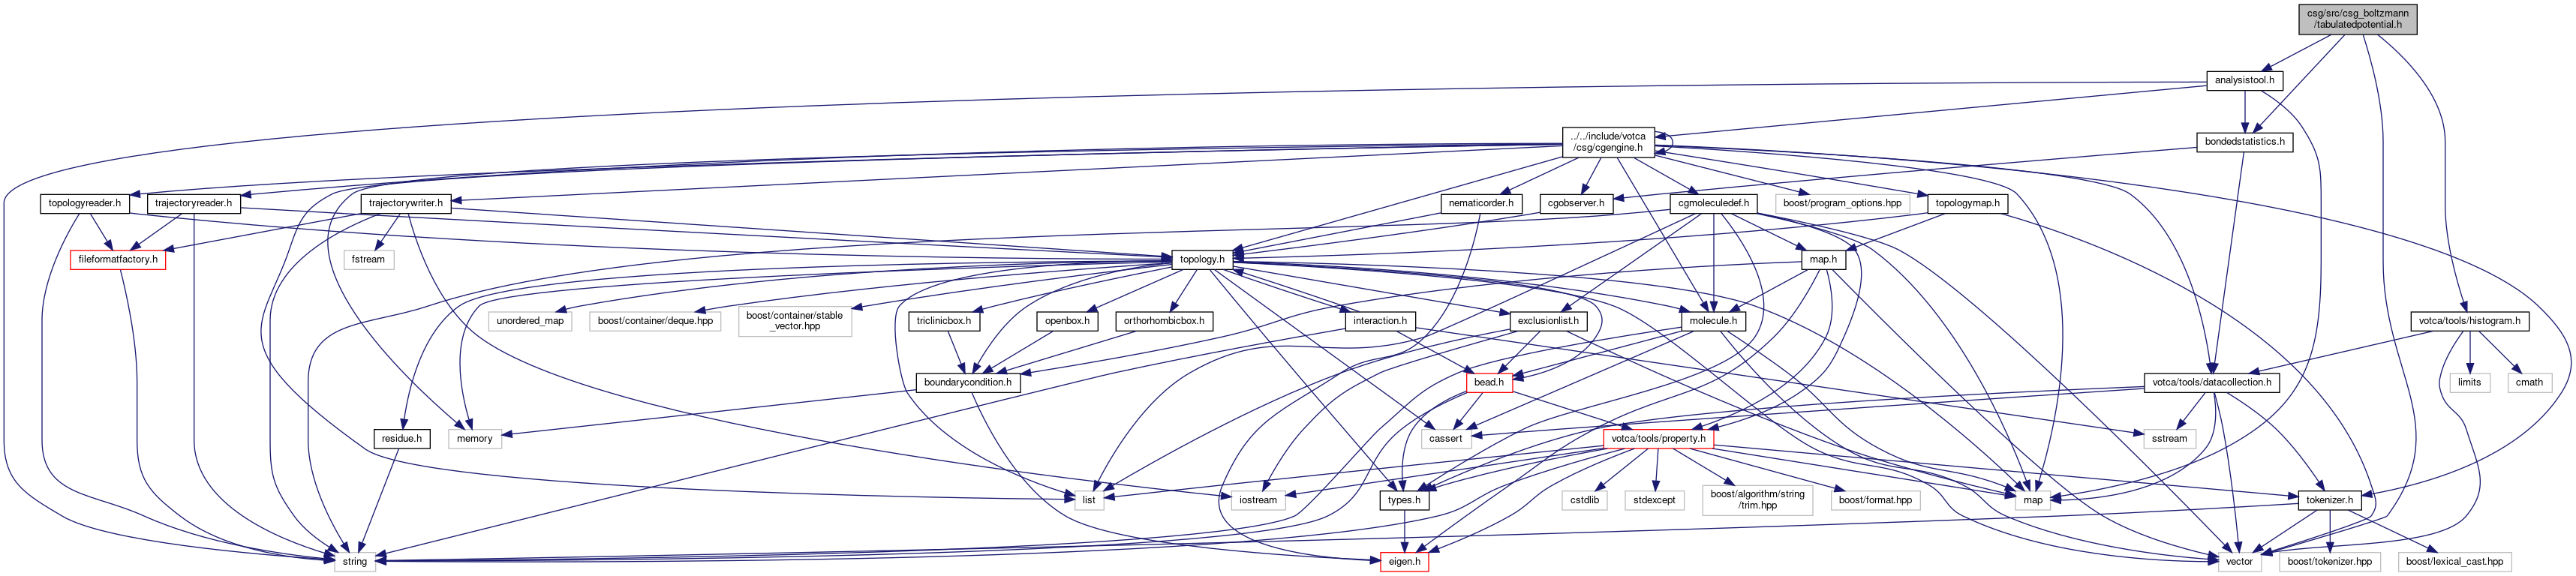 csg/src/csg_boltzmann
/tabulatedpotential.h
analysistool.h
../../include/votca
/csg/cgengine.h
bondedstatistics.h
topologyreader.h
trajectoryreader.h
trajectorywriter.h
nematicorder.h
cgobserver.h
cgmoleculedef.h
boost/program_options.hpp
topologymap.h
fileformatfactory.h
fstream
topology.h
map.h
unordered_map
boost/container/deque.hpp
boost/container/stable
_vector.hpp
triclinicbox.h
openbox.h
orthorhombicbox.h
interaction.h
exclusionlist.h
molecule.h
votca/tools/histogram.h
boundarycondition.h
bead.h
votca/tools/datacollection.h
limits
cmath
residue.h
memory
cassert
votca/tools/property.h
sstream
list
iostream
types.h
cstdlib
stdexcept
boost/algorithm/string
/trim.hpp
boost/format.hpp
map
tokenizer.h
string
eigen.h
vector
boost/tokenizer.hpp
boost/lexical_cast.hpp